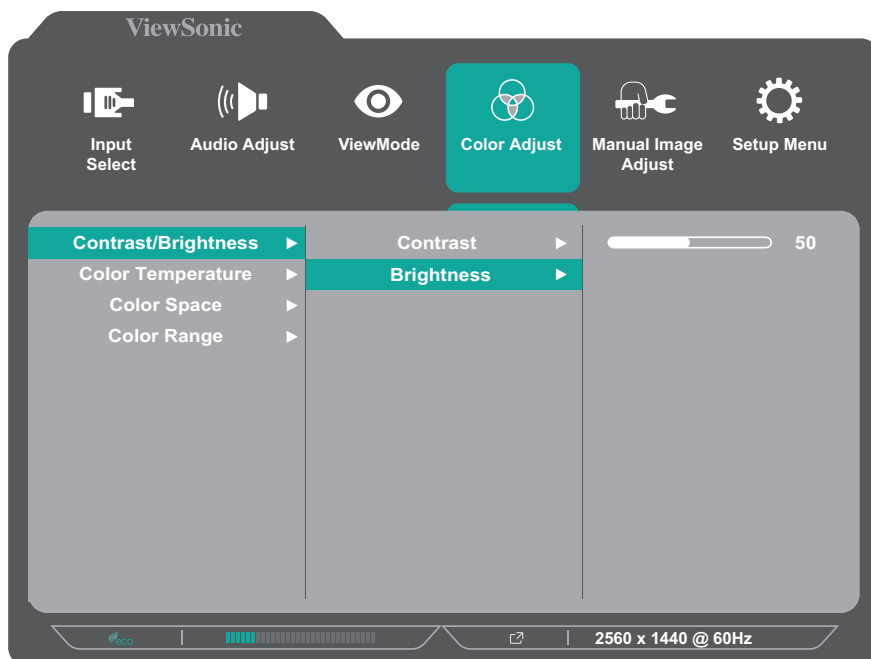 ViewSonic
Input Select
Audio Adjust
ViewMode
Color Adjust
Manual Image Adjust
Setup Menu
Contrast/Brightness
Contrast
50
Color Temperature
Brightness
Color Space
Color Range
eco
2560 x 1440 @ 60Hz